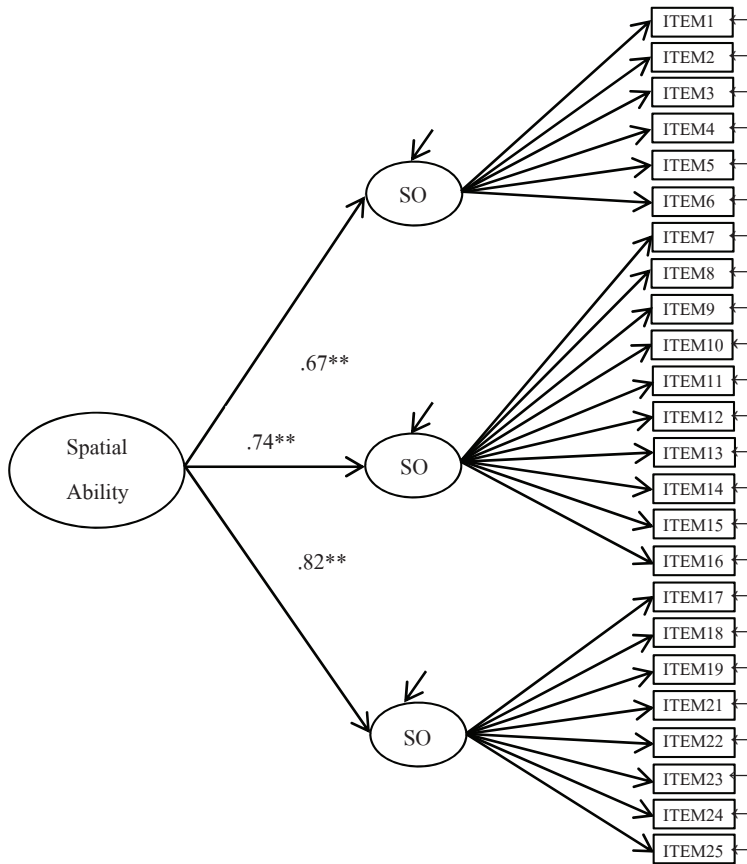 ITEM1
ITEM2
ITEM3
ITEM4
ITEM5
SO
ITEM6
ITEM7
ITEM8
ITEM9
ITEM10
.67**
ITEM11
ITEM12
Spatial
Ability
.74**
SO
ITEM13
ITEM14
ITEM15
ITEM16
.82**
ITEM17
ITEM18
ITEM19
ITEM21
SO
ITEM22
ITEM23
ITEM24
ITEM25